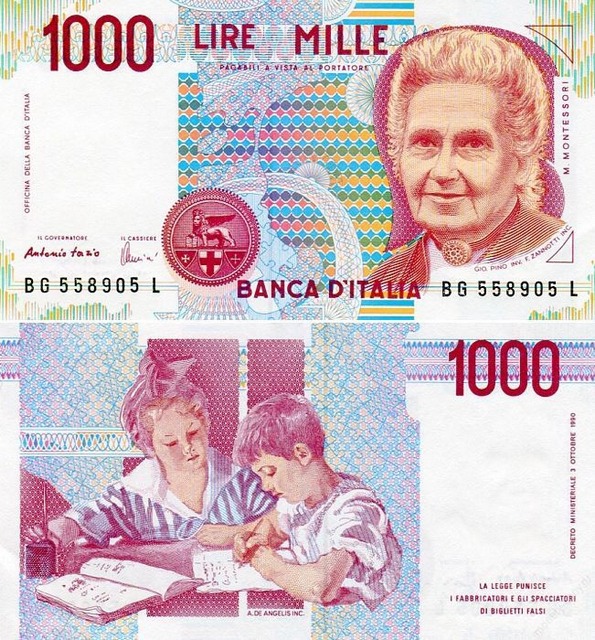 1000 LIRE MILLE
PAGABILI A VISTA AL PORTATORE
OFFICINA DELLA BANCA D'ITALIA
M. MONTESSORI
IL GOVERNATORE IL CASSIERE
Antonio Fazio
GIO. PINO INV. F. ZANNOTTI INC.
BG 558905 L
BANCA D'ITALIA
BG 558905 L
1000
DECRETO MINISTERIALE 3 OTTOBRE 1990
LA LEGGE PUNISCE
I FABBRICATORI E GLI SPACCIATORI
DI BIGLIETTI FALSI
A. DE ANGELIS INC.